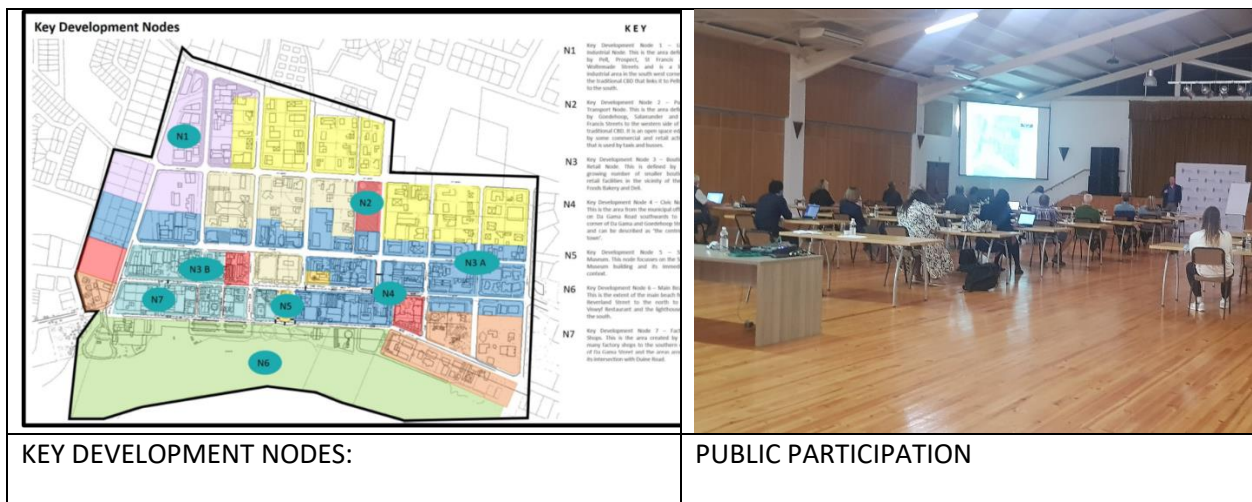 Key Development Nodes
KEY
N1
Key Development Node 1 –
Industrial Node. This is the area
by Pell, Prospect, St Francis
Woltemade Streets and is a
industrial area in the south west
the traditional CBD that links it to
to the south.
N2
Key Development Node 2 –
Transport Node. This is the area
by Goedehoop, Salamander and
Francis Streets to the western side of
traditional CBD. It is an open space
by some commercial and retail
that is used by taxis and busses.
N3
Key Development Node 3 –
Retail Node. This is defined by
growing number of smaller
retail facilities in the vicinity of the
Foods Bakery and Deli.
N4
Key Development Node 4 – Civic
This is the area from the municipal
on Da Gama Road southwards to
corner of Da Gama and Goedehoop
and can be described as 'the
town'.
N5
Key Development Node 5 –
Museum. This node focusses on the
Museum building and its
context.
N6
Key Development Node 6 – Main
This is the extent of the main beach
Street to the north to
Restaurant and the lighthouse
the south.
N7
Key Development Node 7 –
Shops. This is the area created by
many factory shops to the southern
of Da Gama Street and the areas
its intersection with Road.
N1
N2
N3 A
N3 B
N4
N7
N5
N6
KEY DEVELOPMENT NODES:
PUBLIC PARTICIPATION